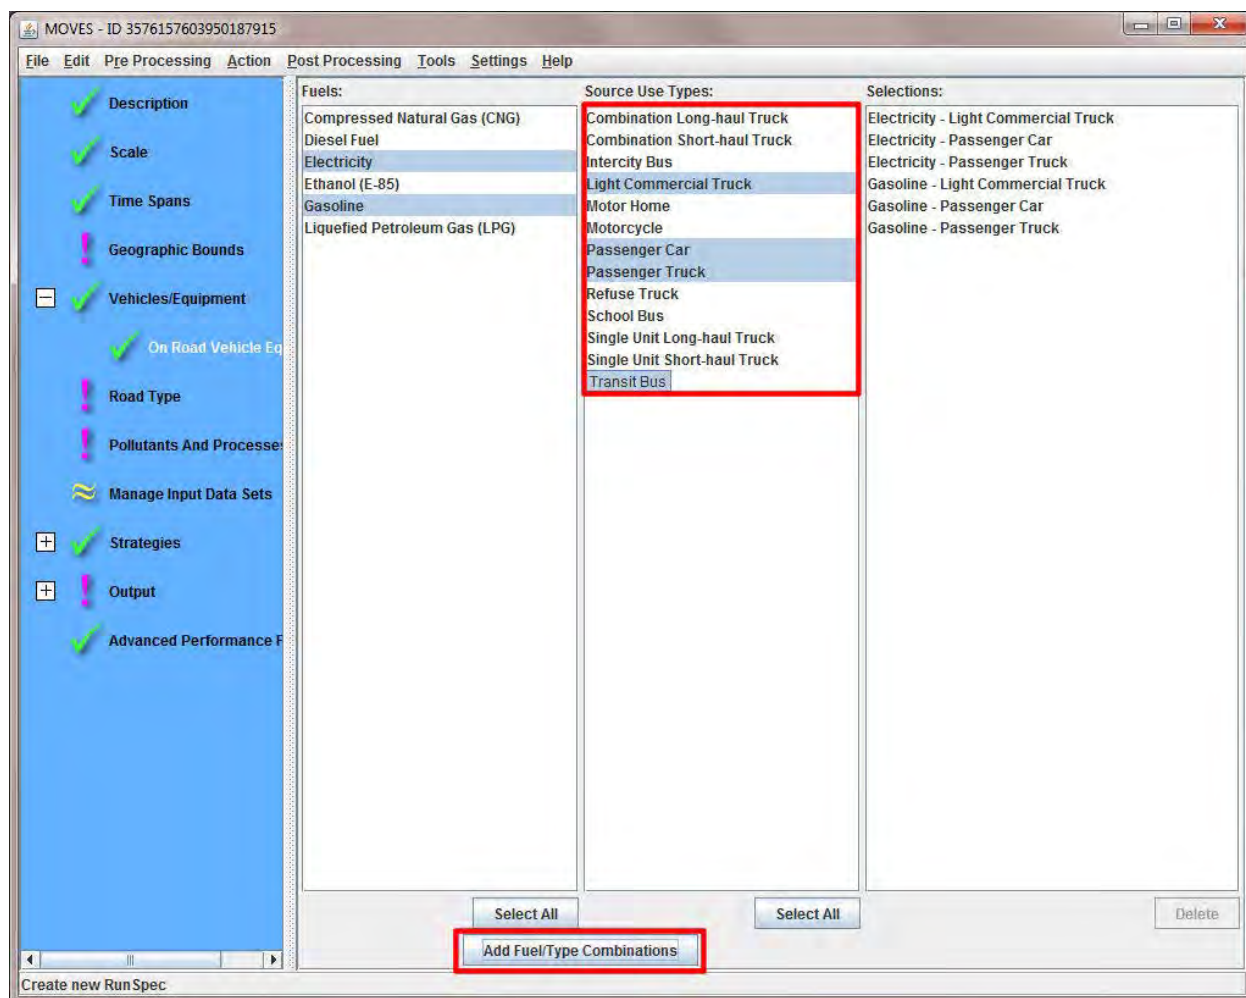 MOVES - ID 3576157603950187915
File Edit Pre Processing Action Post Processing Tools Settings Help
Description
Scale
Time Spans
Geographic Bounds
Vehicles/Equipment
On Road Vehicle Eq
Road Type
Pollutants And Processes
Manage Input Data Sets
Strategies
Output
Advanced Performance F
Fuels:
Compressed Natural Gas (CNG)
Diesel Fuel
Electricity
Ethanol (E-85)
Gasoline
Liquefied Petroleum Gas (LPG)
Select All
Source Use Types:
Combination Long-haul Truck
Combination Short-haul Truck
Intercity Bus
Light Commercial Truck
Motor Home
Motorcycle
Passenger Car
Passenger Truck
Refuse Truck
School Bus
Single Unit Long-haul Truck
Single Unit Short-haul Truck
Transit Bus
Select All
Selections:
Electricity - Light Commercial Truck
Electricity - Passenger Car
Electricity - Passenger Truck
Gasoline - Light Commercial Truck
Gasoline - Passenger Car
Gasoline - Passenger Truck
Delete
Add Fuel/Type Combinations
Create new RunSpec